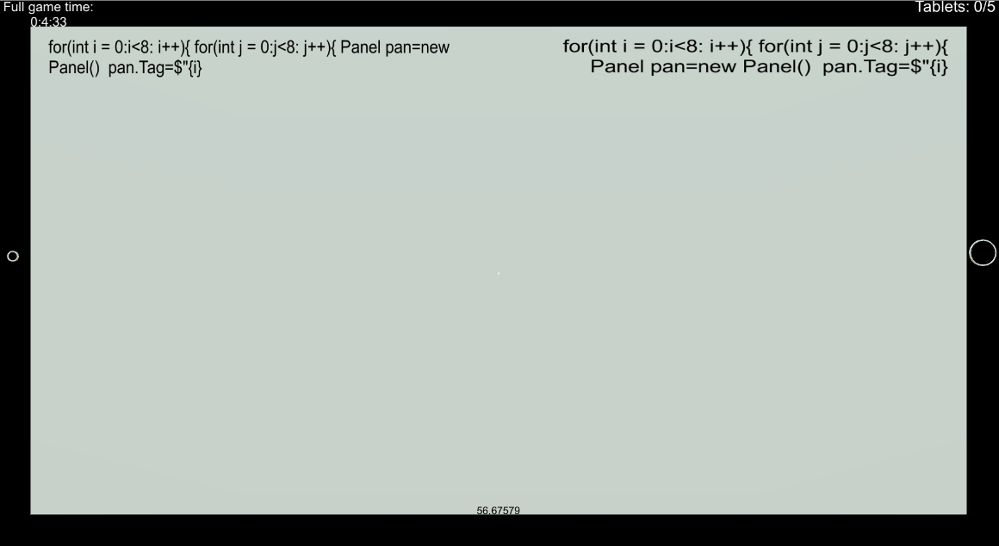 Full game time:
0:4:33
Tablets: 0/5
for(int i = 0:i<8: i++){ for(int j = 0:j<8: j++){ Panel pan=new
Panel()  pan.Tag=$"{i}
for(int i = 0:i<8: i++){ for(int j = 0:j<8: j++){
Panel pan=new Panel()  pan.Tag=$"{i}
56.67579